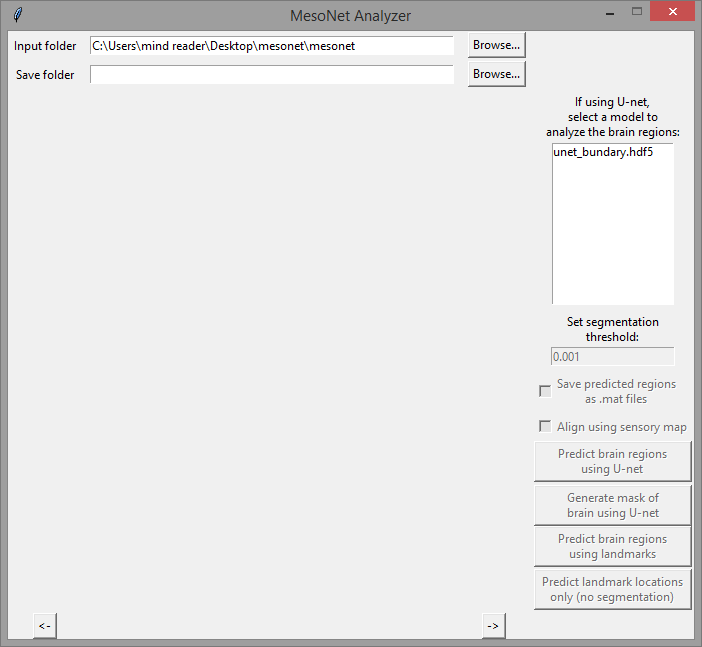 MesoNet Analyzer
Input folder
C:\Users\mind reader\Desktop\mesonet\mesonet
Browse...
Save folder
Browse...
If using U-net,
select a model to
analyze the brain regions:
unet_bundary.hdf5
Set segmentation
threshold:
0.001
Save predicted regions
as .mat files
Align using sensory map
Predict brain regions
using U-net
Generate mask of
brain using U-net
Predict brain regions
using landmarks
Predict landmark locations
only (no segmentation)
<-
->